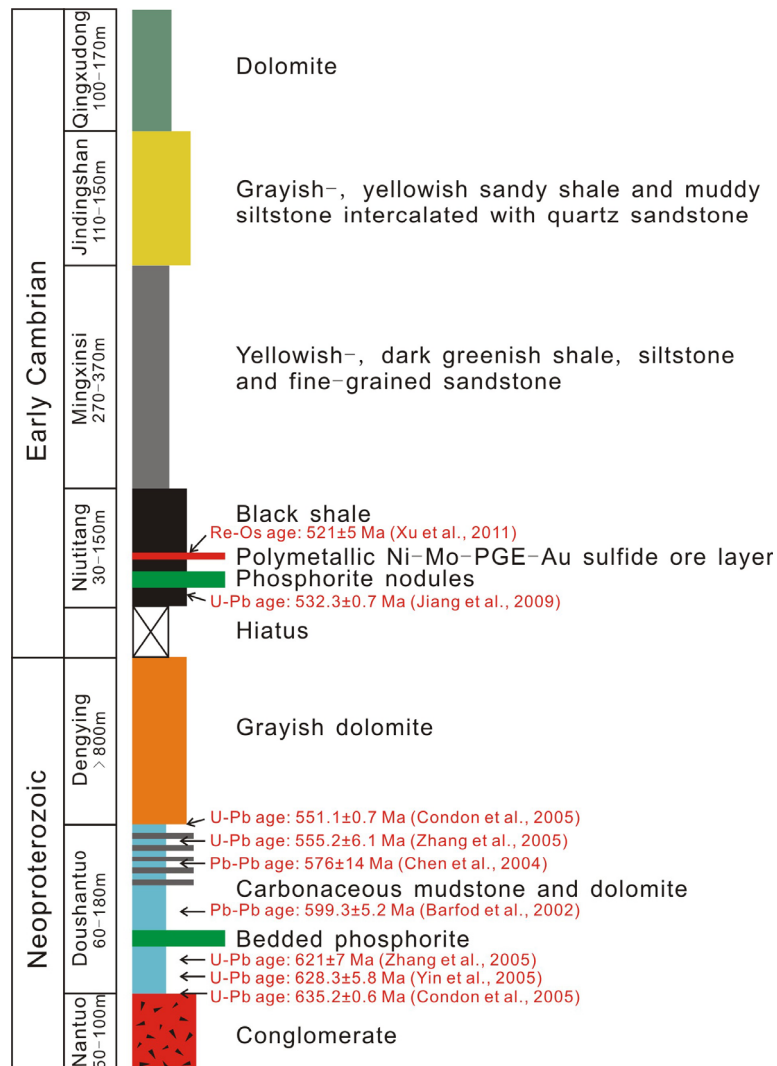 Early Cambrian
Neoproterozoic
Qingxudong
100-170m
Dolomite
Jindingshan
110-150m
Grayish-, yellowish sandy shale and muddy
siltstone intercalated with quartz sandstone
Mingxinsi
270-370m
Yellowish-, dark greenish shale, siltstone
and fine-grained sandstone
Niutitang
30-150m
Black shale
Re-Os age: 521±5 Ma (Xu et al., 2011)
Polymetallic Ni-Mo-PGE-Au sulfide ore layer
Phosphorite nodules
U-Pb age: 532.3±0.7 Ma (Jiang et al., 2009)
Hiatus
Dengying
>800m
Grayish dolomite
U-Pb age: 551.1±0.7 Ma (Condon et al., 2005)
Doushantuo
60-180m
U-Pb age: 555.2±6.1 Ma (Zhang et al., 2005)
Pb-Pb age: 576±14 Ma (Chen et al., 2004)
Carbonaceous mudstone and dolomite
Pb-Pb age: 599.3±5.2 Ma (Barfod et al., 2002)
Bedded phosphorite
U-Pb age: 621±7 Ma (Zhang et al., 2005)
U-Pb age: 628.3±5.8 Ma (Yin et al., 2005)
U-Pb age: 635.2±0.6 Ma (Condon et al., 2005)
Nantuo
60-100m
Conglomerate